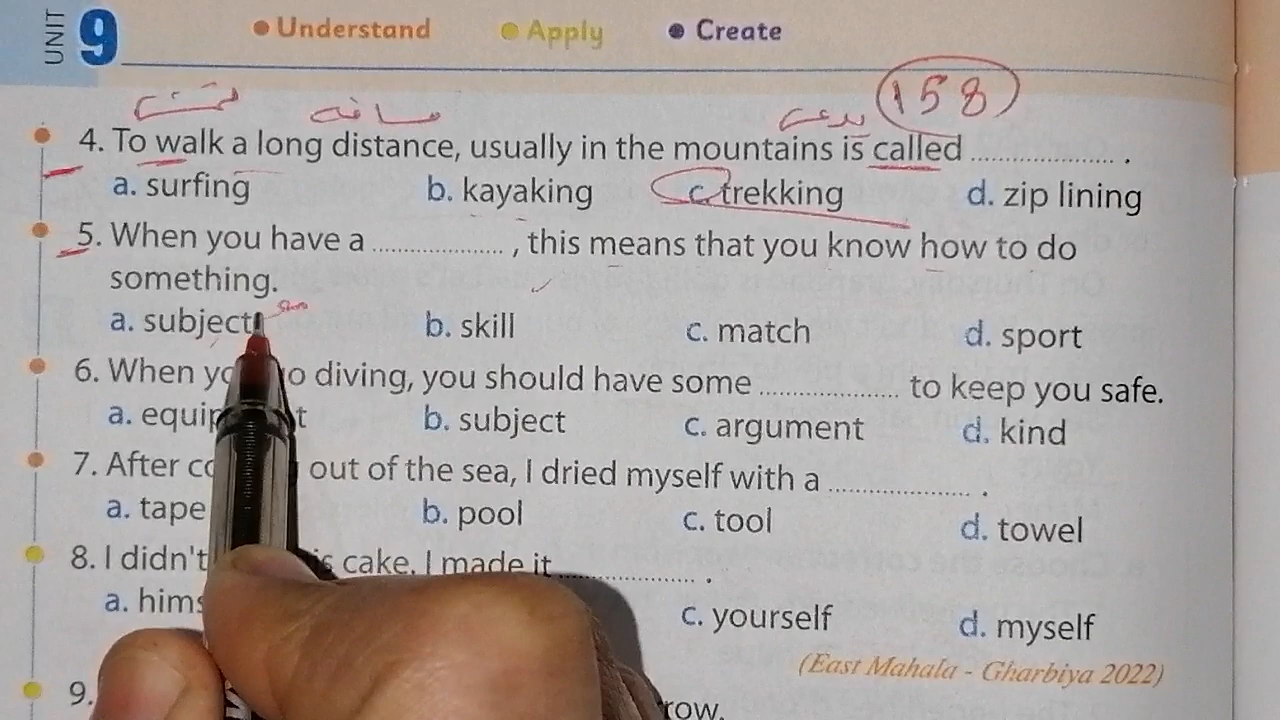 UNIT 9
Understand Apply Create
158
تمشى مسافه يدعى
4. To walk a long distance, usually in the mountains is called .................... .
a. surfing b. kayaking c. trekking d. zip lining
5. When you have a .................... , this means that you know how to do
something.
a. subject b. skill c. match d. sport
6. When diving, you should have some .................... to keep you safe.
a. b. subject c. argument d. kind
7. After out of the sea, I dried myself with a .................... .
a. tape b. pool c. tool d. towel
8. I didn't cake. I made it .................... .
a. c. yourself d. myself
(East Mahala - Gharbiya 2022)
9.